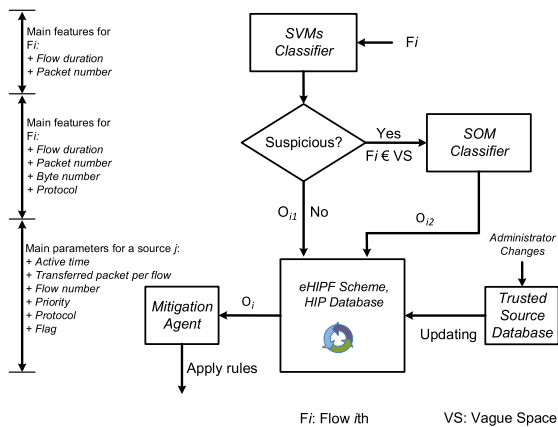 Main features for
Fi:
+ Flow duration
+ Packet number
Main features for
Fi:
+ Flow duration
+ Packet number
+ Byte number
+ Protocol
Main parameters for a source j:
+ Active time
+ Transferred packet per flow
+ Flow number
+ Priority
+ Protocol
+ Flag
SVMs
Classifier
Fi
Suspicious?
Yes
Fi € VS
SOM
Classifier
Oi1
No
Oi2
Administrator
Changes
eHIPF Scheme,
HIP Database
Trusted
Source
Database
Updating
Oi
Mitigation
Agent
Apply rules
Fi: Flow ith
VS: Vague Space